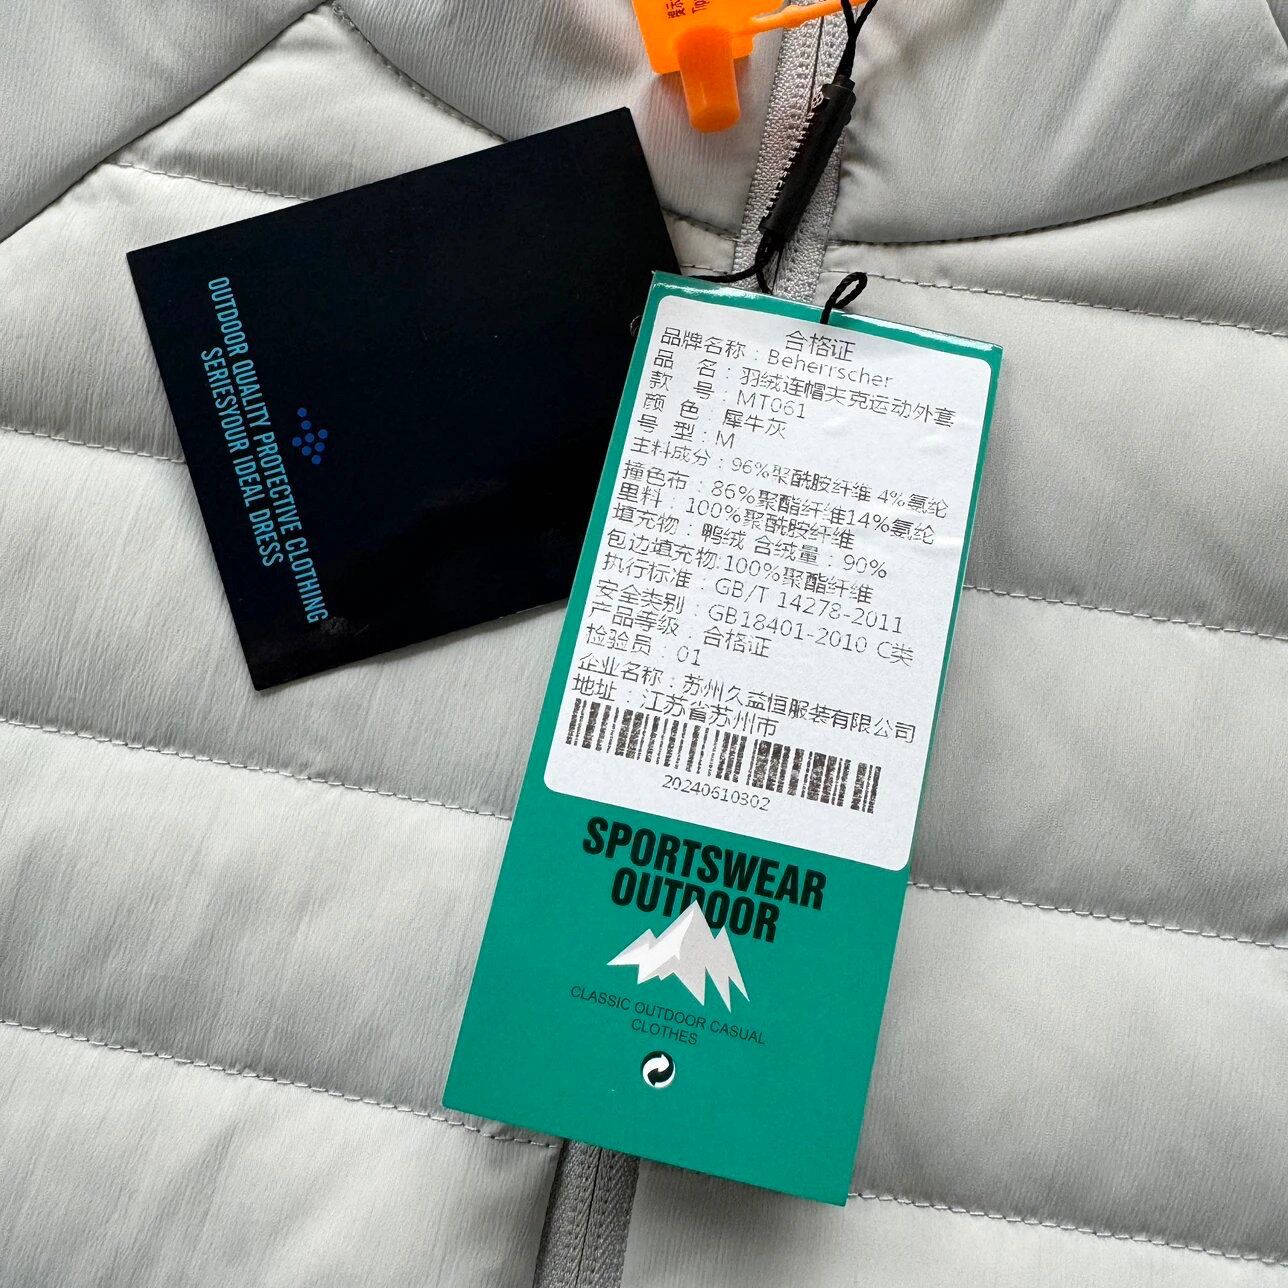 提示
Tip
OUTDOOR QUALITY PROTECTIVE CLOTHING
SERIESYOUR IDEAL DRESS
合格证
品牌名称：Beherrscher
品 名：羽绒连帽夹克运动外套
款 号：MT061
颜 色：犀牛灰
号 型：M
主料成分：96%聚酰胺纤维 4%氨纶
撞色布：86%聚酯纤维14%氨纶
里料：100%聚酰胺纤维
填充物：鸭绒 含绒量：90%
包边填充物:100%聚酯纤维
执行标准：GB/T 14278-2011
安全类别：GB18401-2010 C类
产品等级：合格证
检验员：01
企业名称：苏州久益恒服装有限公司
地址：江苏省苏州市
20240610302
SPORTSWEAR
OUTDOOR
CLASSIC OUTDOOR CASUAL
CLOTHES